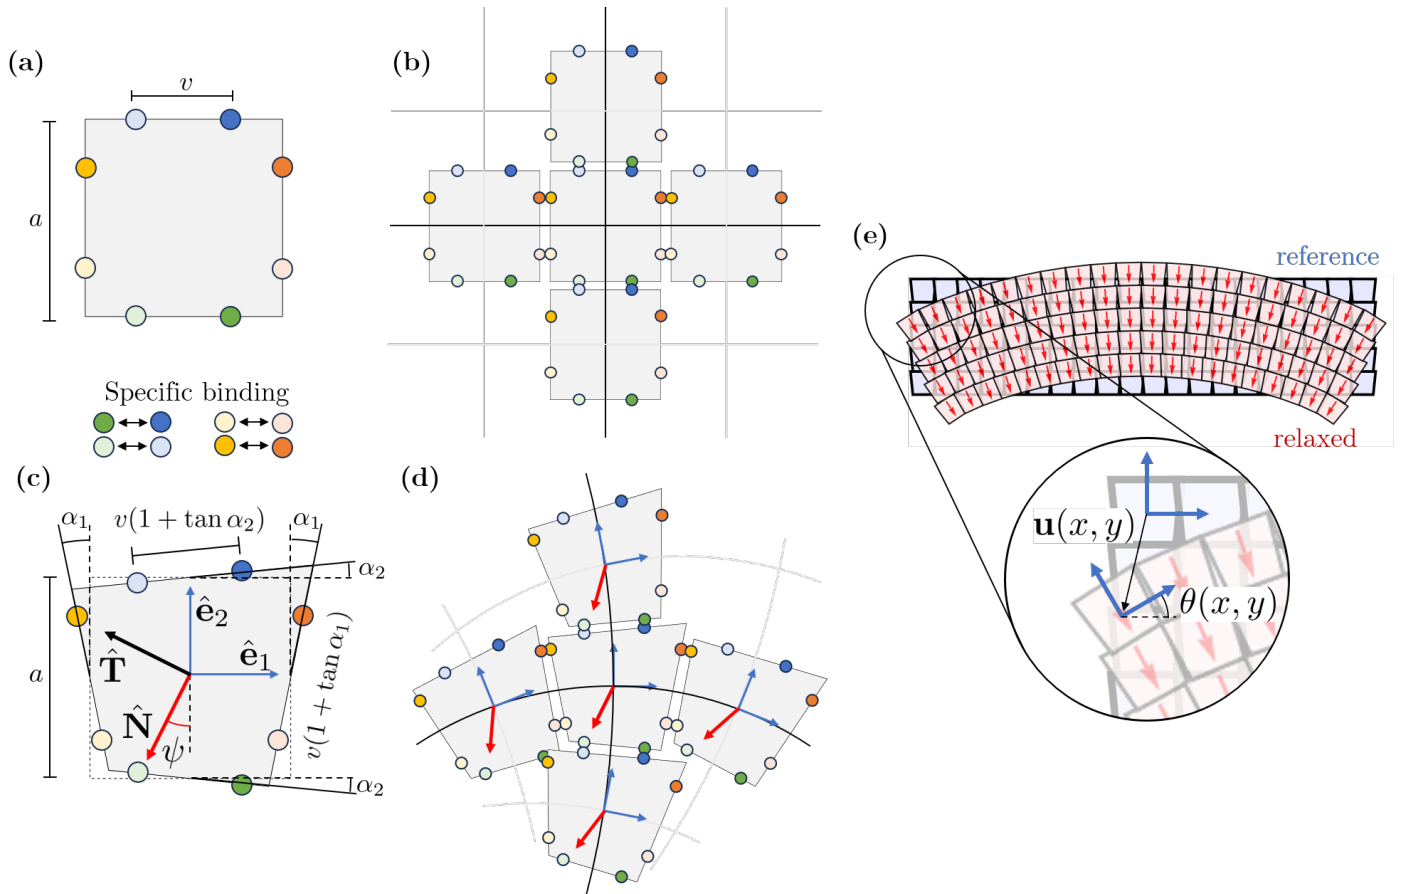 (a)
v
a
Specific binding
(b)
(c)
α₁
v(1 + tan α₂)
α₁
α₂
a
ê₂
ê₁
T̂
N̂
ψ
v(1 + tan α₁)
α₂
(d)
(e)
reference
relaxed
u(x, y)
θ(x, y)